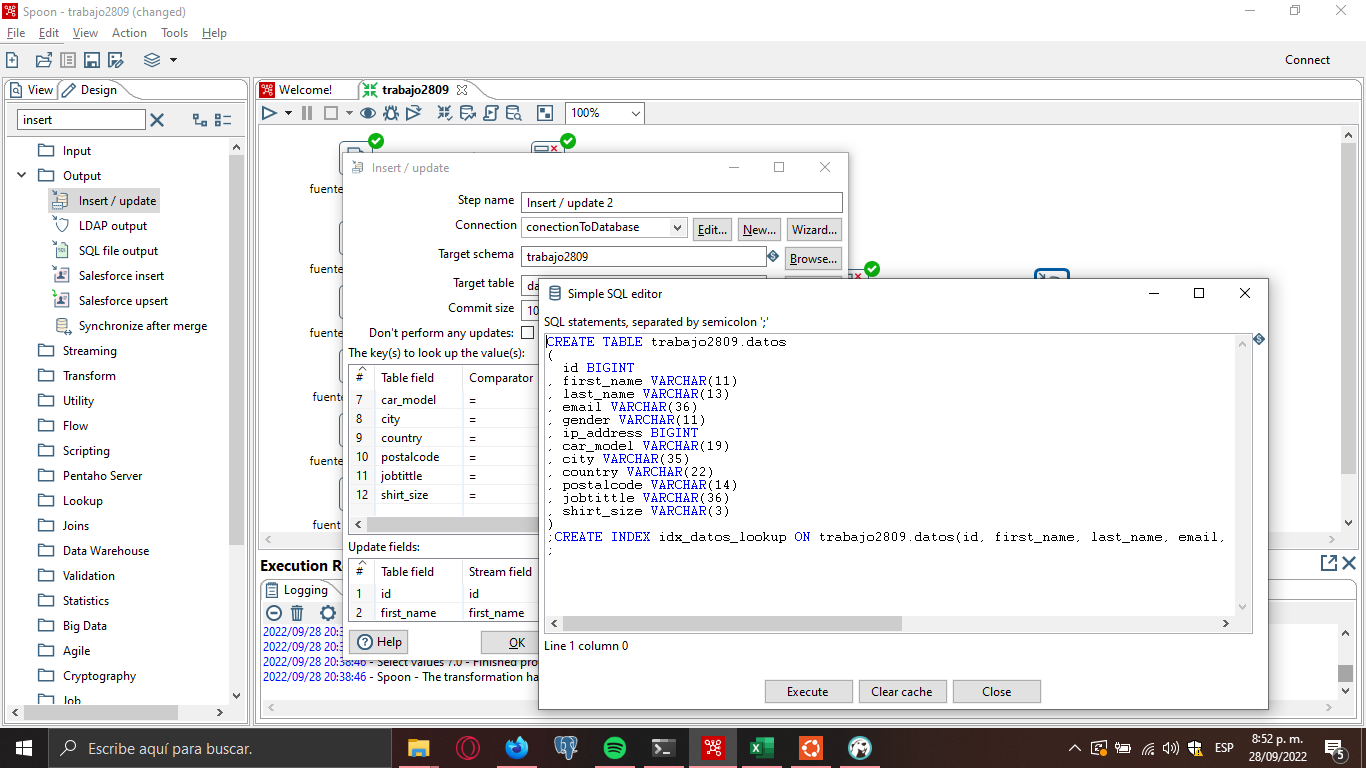 Spoon - trabajo2809 (changed)
File Edit View Action Tools Help
Connect
View Design
Welcome! trabajo2809
insert
100%
Input
Output
Insert / update
LDAP output
SQL file output
Salesforce insert
Salesforce upsert
Synchronize after merge
Streaming
Transform
Utility
Flow
Scripting
Pentaho Server
Lookup
Joins
Data Warehouse
Validation
Statistics
Big Data
Agile
Cryptography
Job
fuente
fuente
fuente
fuente
fuente
fuent
Insert / update
Step name Insert / update 2
Connection conectionToDatabase Edit... New... Wizard...
Target schema trabajo2809 Browse...
Target table da
Commit size 10
Don't perform any updates:
The key(s) to look up the value(s):
# Table field Comparator
7 car_model =
8 city =
9 country =
10 postalcode =
11 jobtittle =
12 shirt_size =
Update fields:
# Table field Stream field
1 id id
2 first_name first_name
Help OK
Simple SQL editor
SQL statements, separated by semicolon ';'
CREATE TABLE trabajo2809.datos
(
id BIGINT
, first_name VARCHAR(11)
, last_name VARCHAR(13)
, email VARCHAR(36)
, gender VARCHAR(11)
, ip_address BIGINT
, car_model VARCHAR(19)
, city VARCHAR(35)
, country VARCHAR(22)
, postalcode VARCHAR(14)
, jobtittle VARCHAR(36)
, shirt_size VARCHAR(3)
)
;CREATE INDEX idx_datos_lookup ON trabajo2809.datos(id, first_name, last_name, email,
;
Line 1 column 0
Execute Clear cache Close
Execution R
Logging
2022/09/28 20:3
2022/09/28 20:3
2022/09/28 20:38:46 - Select values 7.0 - Finished pro
2022/09/28 20:38:46 - Spoon - The transformation ha
Escribe aquí para buscar.
ESP
8:52 p. m.
28/09/2022
5